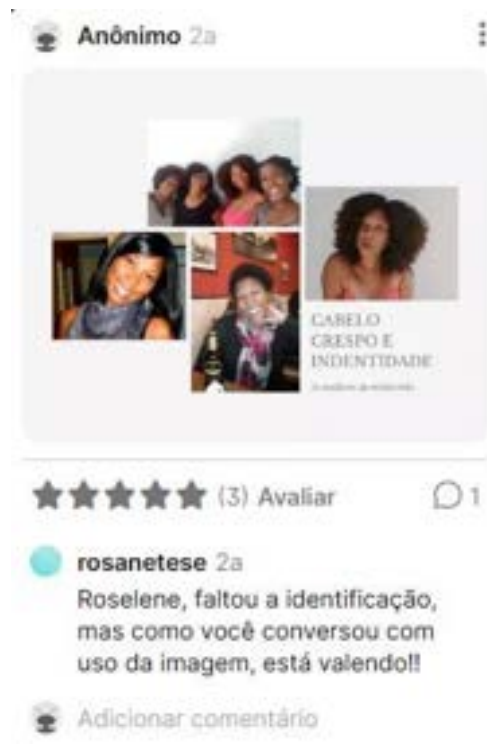 Anônimo 2a
CABELO
CRESPO E
INDENTIDADE
(3) Avaliar
1
rosanetese 2a
Roselene, faltou a identificação,
mas como você conversou com
uso da imagem, está valendo!!
Adicionar comentário